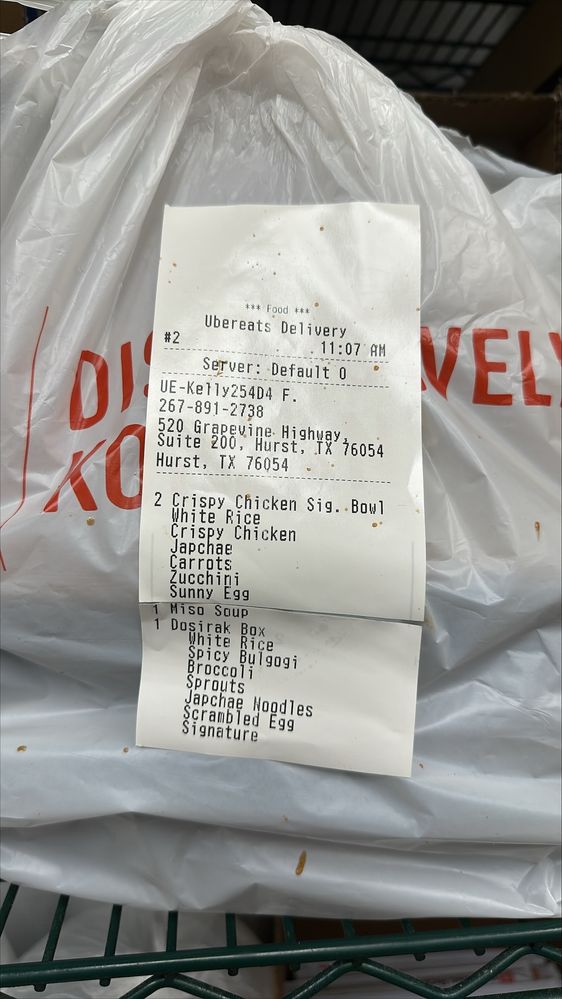 *** Food ***
Ubereats Delivery
#2 11:07 AM
Server: Default 0
UE-Kelly254D4 F.
267-891-2738
520 Grapevine Highway,
Suite 200, Hurst, TX 76054
Hurst, TX 76054
2 Crispy Chicken Sig. Bowl
White Rice
Crispy Chicken
Japchae
Carrots
Zucchini
Sunny Egg
1 Miso Soup
1 Dosirak Box
White Rice
Spicy Bulgogi
Broccoli
Sprouts
Japchae Noodles
Scrambled Egg
Signature